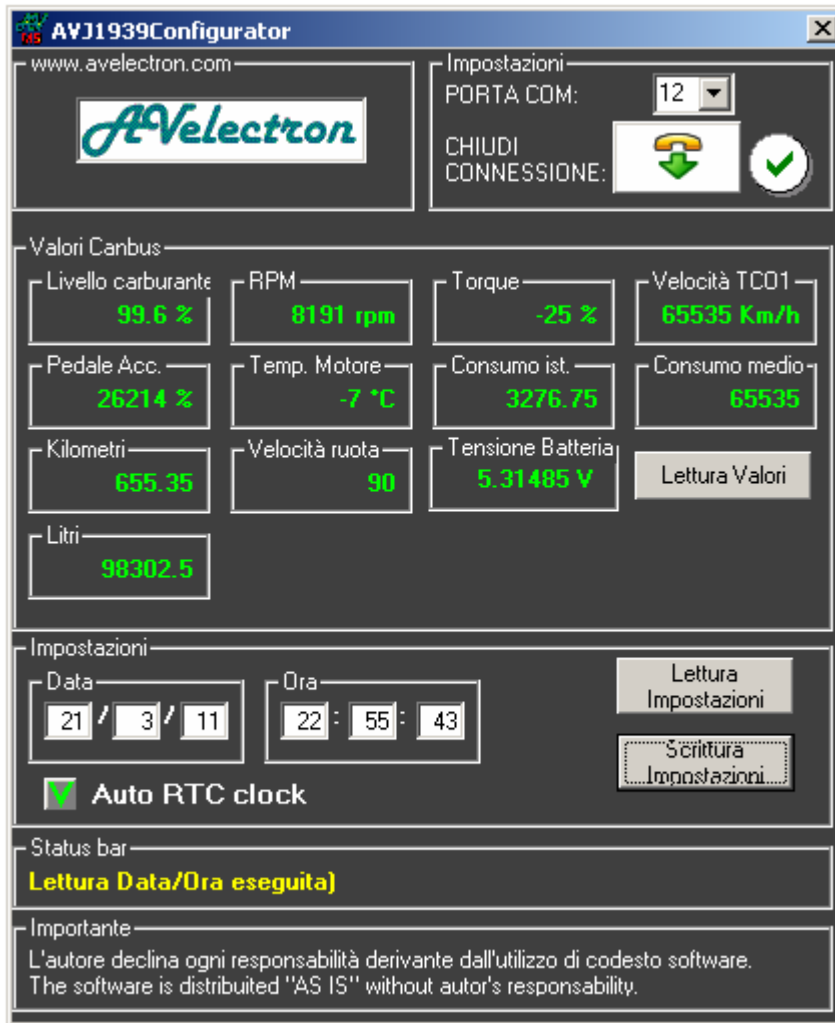 AVJ1939Configurator
www.avelectron.com
AVelectron
Impostazioni
PORTA COM: 12
CHIUDI
CONNESSIONE:
Valori Canbus
Livello carburante RPM Torque Velocità TCO1
99.6 % 8191 rpm -25 % 65535 Km/h
Pedale Acc. Temp. Motore Consumo ist. Consumo medio
26214 % -7 °C 3276.75 65535
Kilometri Velocità ruota Tensione Batteria
655.35 90 5.31485 V Lettura Valori
Litri
98302.5
Impostazioni
Data Ora
21 / 3 / 11 22 : 55 : 43
Lettura
Impostazioni
Scrittura
Impostazioni
Auto RTC clock
Status bar
Lettura Data/Ora eseguita)
Importante
L'autore declina ogni responsabilità derivante dall'utilizzo di codesto software.
The software is distribuited "AS IS" without autor's responsability.